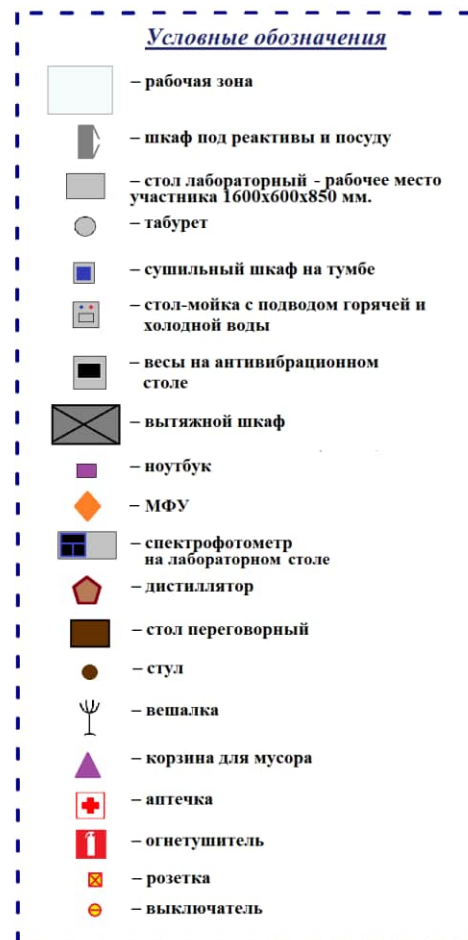 Условные обозначения
– рабочая зона
– шкаф под реактивы и посуду
– стол лабораторный - рабочее место
участника 1600х600х850 мм.
– табурет
– сушильный шкаф на тумбе
– стол-мойка с подводом горячей и
холодной воды
– весы на антивибрационном
столе
– вытяжной шкаф
– ноутбук
– МФУ
– спектрофотометр
на лабораторном столе
– дистиллятор
– стол переговорный
– стул
– вешалка
– корзина для мусора
– аптечка
– огнетушитель
– розетка
– выключатель